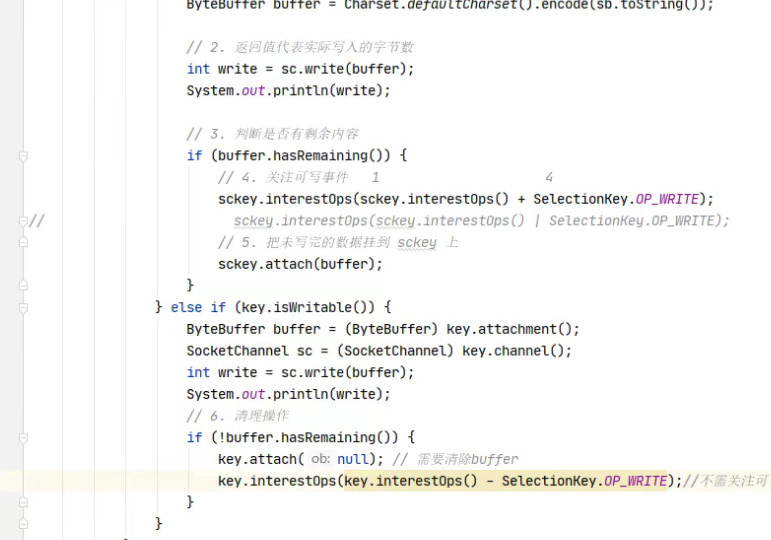 ByteBuffer buffer = Charset.defaultCharset().encode(sb.toString());
// 2. 返回值代表实际写入的字节数
int write = sc.write(buffer);
System.out.println(write);
// 3. 判断是否有剩余内容
if (buffer.hasRemaining()) {
// 4. 关注可写事件 1 4
sckey.interestOps(sckey.interestOps() + SelectionKey.OP_WRITE);
// sckey.interestOps(sckey.interestOps() | SelectionKey.OP_WRITE);
// 5. 把未写完的数据挂到 sckey 上
sckey.attach(buffer);
}
} else if (key.isWritable()) {
ByteBuffer buffer = (ByteBuffer) key.attachment();
SocketChannel sc = (SocketChannel) key.channel();
int write = sc.write(buffer);
System.out.println(write);
// 6. 清理操作
if (!buffer.hasRemaining()) {
key.attach( ob: null); // 需要清除buffer
key.interestOps(key.interestOps() - SelectionKey.OP_WRITE);//不需关注可
}
}